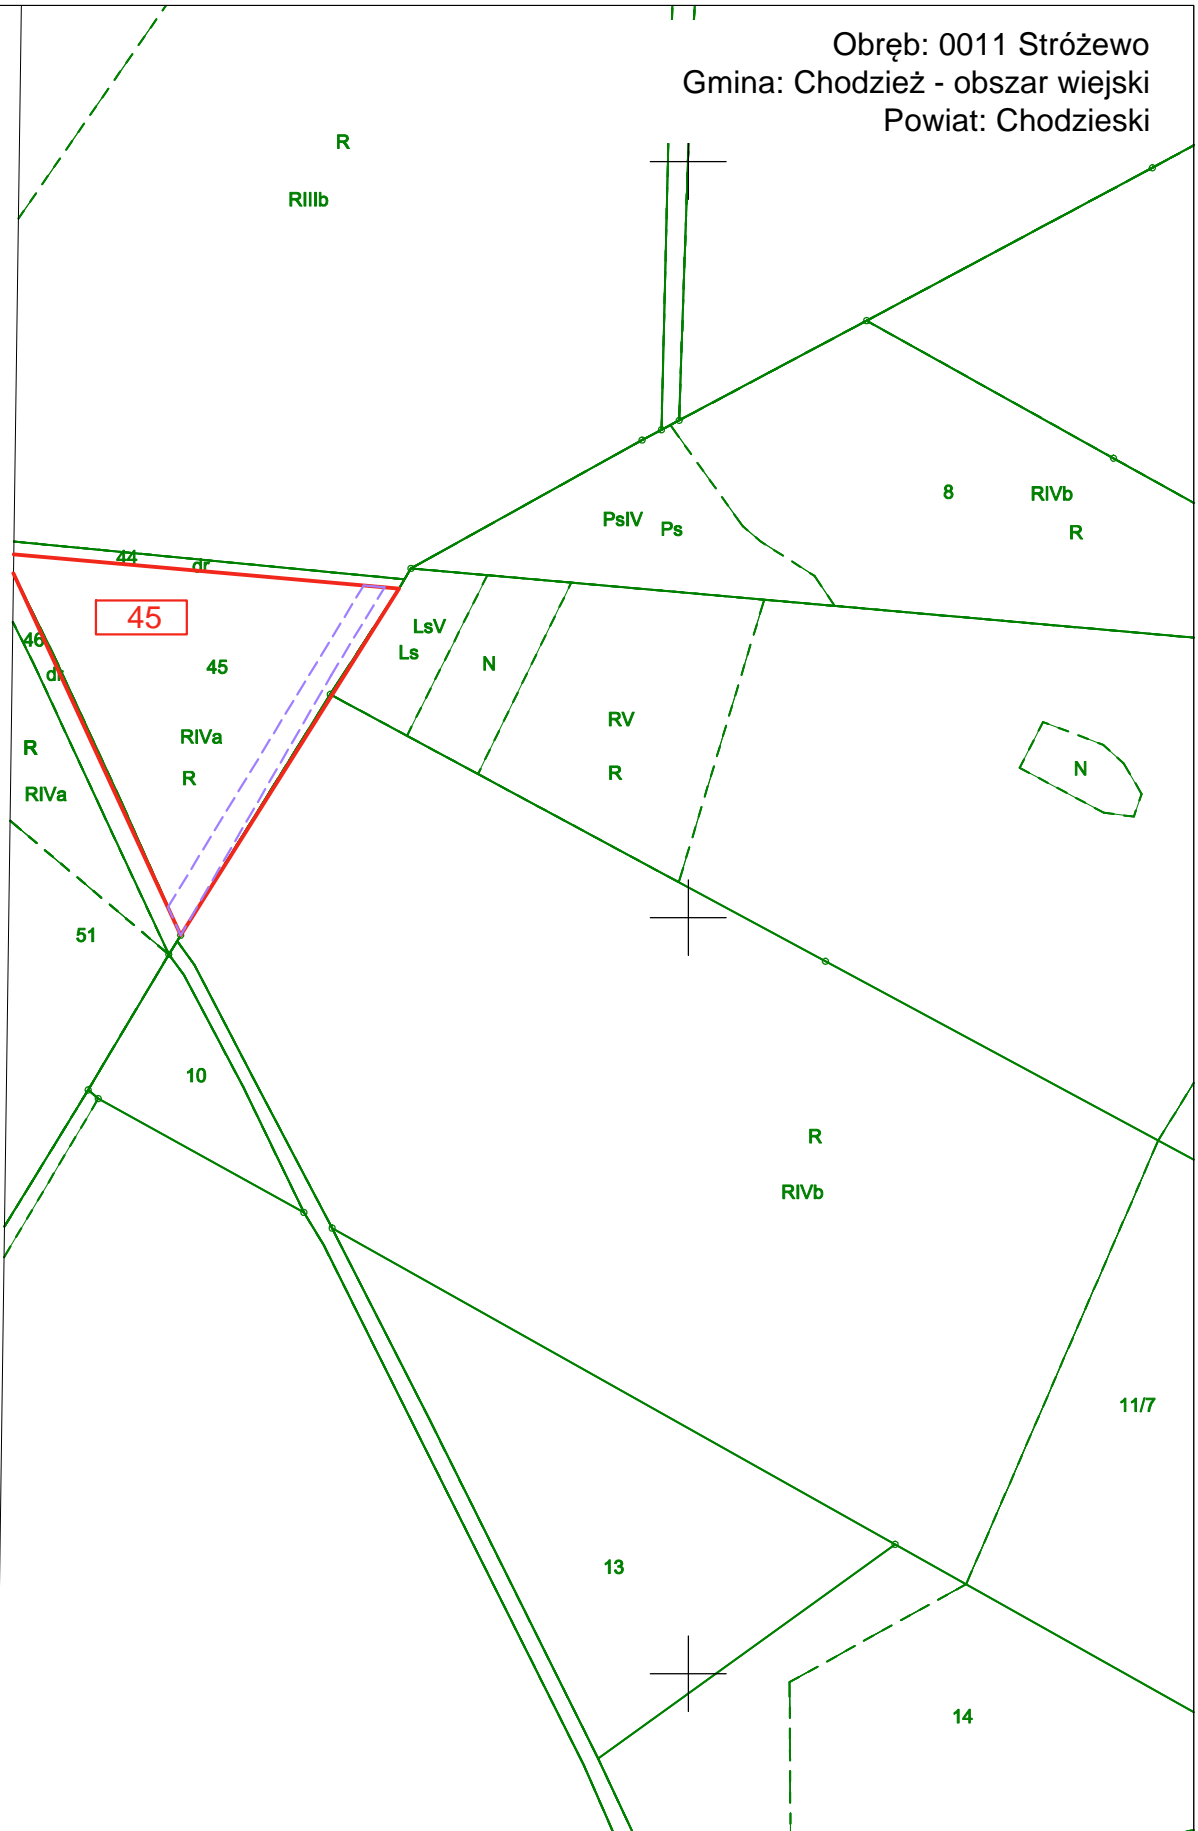 Obręb: 0011 Stróżewo
Gmina: Chodzież - obszar wiejski
Powiat: Chodzieski
R
RIIIb
8
RIVb
R
PsIV
Ps
44
dr
45
LsV
Ls
N
46
dr
45
RV
R
N
RIVa
R
R
RIVa
51
10
R
RIVb
11/7
13
14